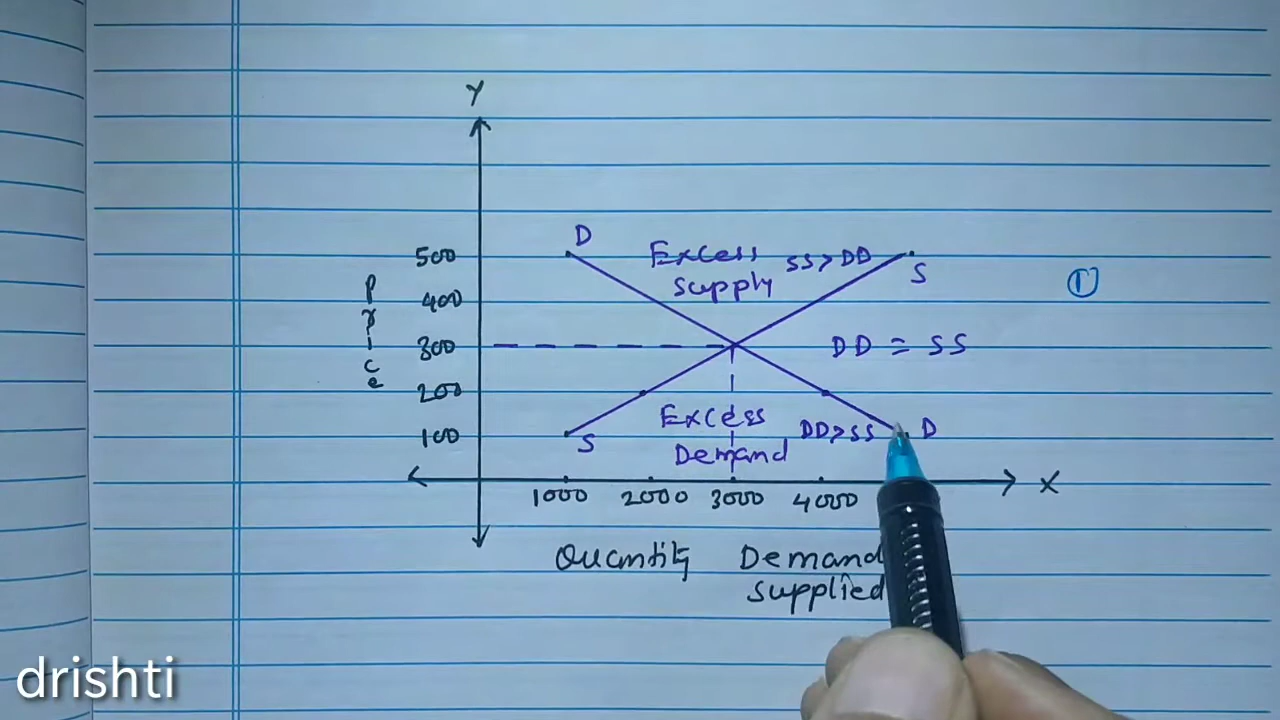 Y
D
Excess
supply
SS > DD
S
500
400
300
200
100
Price
①
DD = SS
Excess
Demand
DD > SS
D
S
1000 2000 3000 4000
X
Quantity Demand
supplied
drishti